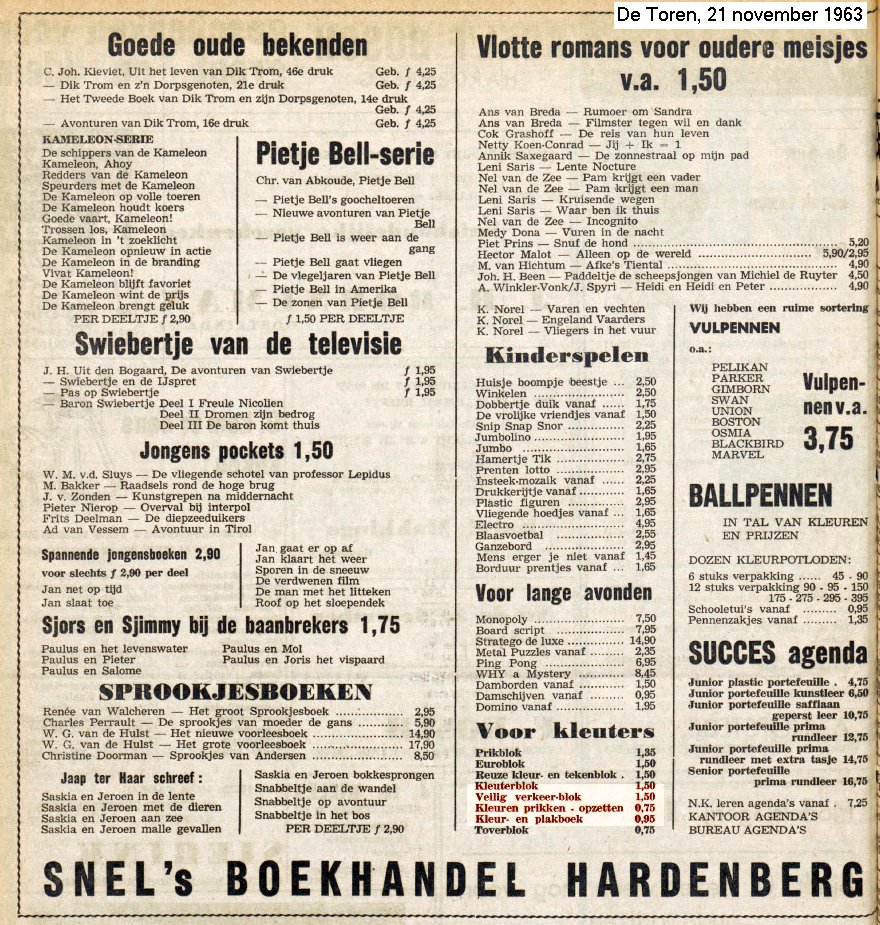 De Toren, 21 november 1963
Goede oude bekenden
C. Joh. Kieviet, Uit het leven van Dik Trom, 46e druk Geb. f 4,25
— Dik Trom en z'n Dorpsgenoten, 21e druk Geb. f 4,25
— Het Tweede Boek van Dik Trom en zijn Dorpsgenoten, 14e druk
Geb. f 4,25
— Avonturen van Dik Trom, 16e druk Geb. f 4,25
KAMELEON-SERIE
De schippers van de Kameleon
Kameleon, Ahoy
Redders van de Kameleon
Speurders met de Kameleon
De Kameleon op volle toeren
De Kameleon houdt koers
Goede vaart, Kameleon!
Trossen los, Kameleon
Kameleon in 't zoeklicht
De Kameleon opnieuw in actie
De Kameleon in de branding
Vivat Kameleon!
De Kameleon blijft favoriet
De Kameleon wint de prijs
De Kameleon brengt geluk
PER DEELTJE f 2,90
Pietje Bell-serie
Chr. van Abkoude, Pietje Bell
— Pietje Bell's goocheltoeren
— Nieuwe avonturen van Pietje
Bell
— Pietje Bell is weer aan de
gang
— Pietje Bell gaat vliegen
— De vlegeljaren van Pietje Bell
— Pietje Bell in Amerika
— De zonen van Pietje Bell
f 1,50 PER DEELTJE
Swiebertje van de televisie
J. H. Uit den Bogaard, De avonturen van Swiebertje f 1,95
— Swiebertje en de IJspret f 1,95
— Pas op Swiebertje f 1,95
— Baron Swiebertje Deel I Freule Nicolien
Deel II Dromen zijn bedrog
Deel III De baron komt thuis
Jongens pockets 1,50
W. M. v.d. Sluys — De vliegende schotel van professor Lepidus
M. Bakker — Raadsels rond de hoge brug
J. v. Zonden — Kunstgrepen na middernacht
Pieter Nierop — Overval bij interpol
Frits Deelman — De diepzeeduikers
Ad van Vessem — Avontuur in Tirol
Spannende jongensboeken 2,90
voor slechts f 2,90 per deel
Jan net op tijd
Jan slaat toe
Jan gaat er op af
Jan klaart het weer
Sporen in de sneeuw
De verdwenen film
De man met het litteken
Roof op het sloependek
Sjors en Sjimmy bij de baanbrekers 1,75
Paulus en het levenswater
Paulus en Pieter
Paulus en Salome
Paulus en Mol
Paulus en Joris het vispaard
SPROOKJESBOEKEN
Renée van Walcheren — Het groot Sprookjesboek 2,95
Charles Perrault — De sprookjes van moeder de gans 5,90
W. G. van de Hulst — Het nieuwe voorleesboek 14,90
W. G. van de Hulst — Het grote voorleesboek 17,90
Christine Doorman — Sprookjes van Andersen 8,50
Jaap ter Haar schreef:
Saskia en Jeroen in de lente
Saskia en Jeroen met de dieren
Saskia en Jeroen aan zee
Saskia en Jeroen malle gevallen
Saskia en Jeroen bokkesprongen
Snabbeltje aan de wandel
Snabbeltje op avontuur
Snabbeltje in het bos
PER DEELTJE f 2,90
Vlotte romans voor oudere meisjes
v.a. 1,50
Ans van Breda — Rumoer om Sandra
Ans van Breda — Filmster tegen wil en dank
Cok Grashoff — De reis van hun leven
Netty Koen-Conrad — Jij + Ik = 1
Annik Saxegaard — De zonnestraal op mijn pad
Leni Saris — Lente Nocture
Nel van de Zee — Pam krijgt een vader
Nel van de Zee — Pam krijgt een man
Leni Saris — Kruisende wegen
Leni Saris — Waar ben ik thuis
Nel van de Zee — Incognito
Medy Dona — Vuren in de nacht
Piet Prins — Snuf de hond 5,20
Hector Malot — Alleen op de wereld 5,90/2,95
M. van Hichtum — Afke's Tiental 4,90
Joh. H. Been — Paddeltje de scheepsjongen van Michiel de Ruyter 4,50
A. Winkler-Vonk/J. Spyri — Heidi en Heidi en Peter 4,90
K. Norel — Varen en vechten
K. Norel — Engeland Vaarders
K. Norel — Vliegers in het vuur
Kinderspelen
Huisje boompje beestje ... 2,50
Winkelen 2,50
Dobbertje duik vanaf 1,75
De vrolijke vriendjes vanaf 1,50
Snip Snap Snor 2,25
Jumbolino 1,95
Jumbo 1,65
Hamertje Tik 2,75
Prenten lotto 2,95
Insteek-mozaik vanaf 2,25
Drukkerijtje vanaf 1,65
Plastic figuren 2,95
Vliegende hoedjes vanaf ... 1,65
Electro 4,95
Blaasvoetbal 2,55
Ganzebord 2,95
Mens erger je niet vanaf 1,45
Borduur prentjes vanaf ... 1,65
Voor lange avonden
Monopoly 7,50
Board script 7,95
Stratego de luxe 14,90
Metal Puzzles vanaf 2,35
Ping Pong 6,95
WHY a Mystery 8,45
Damborden vanaf 1,50
Damschijven vanaf 0,95
Domino vanaf 1,95
Voor kleuters
Prikblok 1,35
Euroblok 1,50
Reuze kleur- en tekenblok . 1,50
Kleuterblok 1,50
Veilig verkeer-blok 1,50
Kleuren prikken - opzetten 0,75
Kleur- en plakboek 0,95
Toverblok 0,75
Wij hebben een ruime sortering
VULPENNEN
o.a.:
PELIKAN
PARKER
GIMBORN
SWAN
UNION
BOSTON
OSMIA
BLACKBIRD
MARVEL
Vulpen-
nen v.a.
3,75
BALLPENNEN
IN TAL VAN KLEUREN
EN PRIJZEN
DOZEN KLEURPOTLODEN:
6 stuks verpakking ...... 45 - 90
12 stuks verpakking 90 - 95 - 150
175 - 275 - 295 - 395
Schooletui's vanaf 0,95
Pennenzakjes vanaf 1,35
SUCCES agenda
Junior plastic portefeuille . 4,75
Junior portefeuille kunstleer 6,50
Junior portefeuille saffiaan
geperst leer 10,75
Junior portefeuille prima
rundleer 12,75
Junior portefeuille prima
rundleer met extra tasje 14,75
Senior portefeuille
prima rundleer 16,75
N.K. leren agenda's vanaf . 7,25
KANTOOR AGENDA'S
BUREAU AGENDA'S
SNEL's BOEKHANDEL HARDENBERG